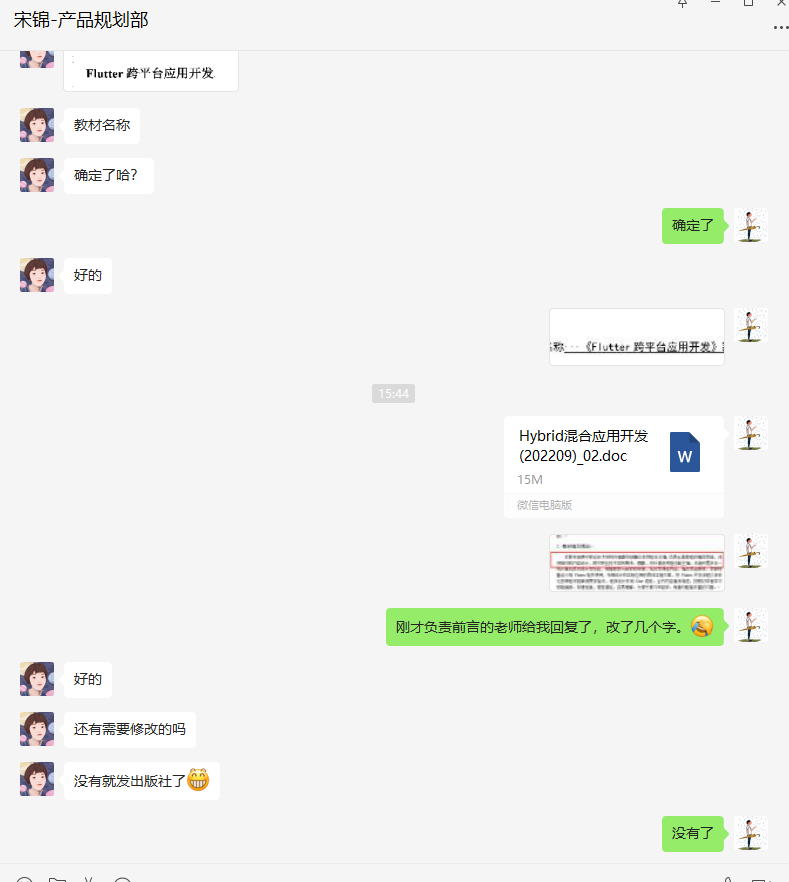 宋锦-产品规划部
Flutter 跨平台应用开发
教材名称
确定了哈？
确定了
好的
名称 《Flutter 跨平台应用开发》
15:44
Hybrid混合应用开发
(202209)_02.doc
W
15M
微信电脑版
刚才负责前言的老师给我回复了，改了几个字。
好的
还有需要修改的吗
没有就发出版社了
没有了